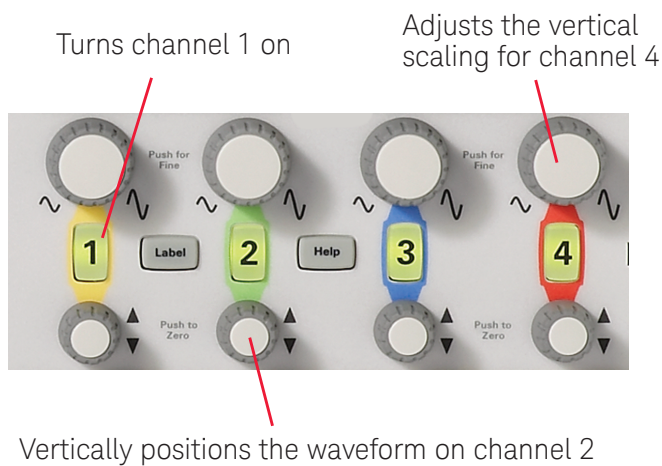 Turns channel 1 on
Adjusts the vertical
scaling for channel 4
Push for
Fine
Push for
Fine
1
Label
2
Help
3
4
Push to
Zero
Push to
Zero
Vertically positions the waveform on channel 2